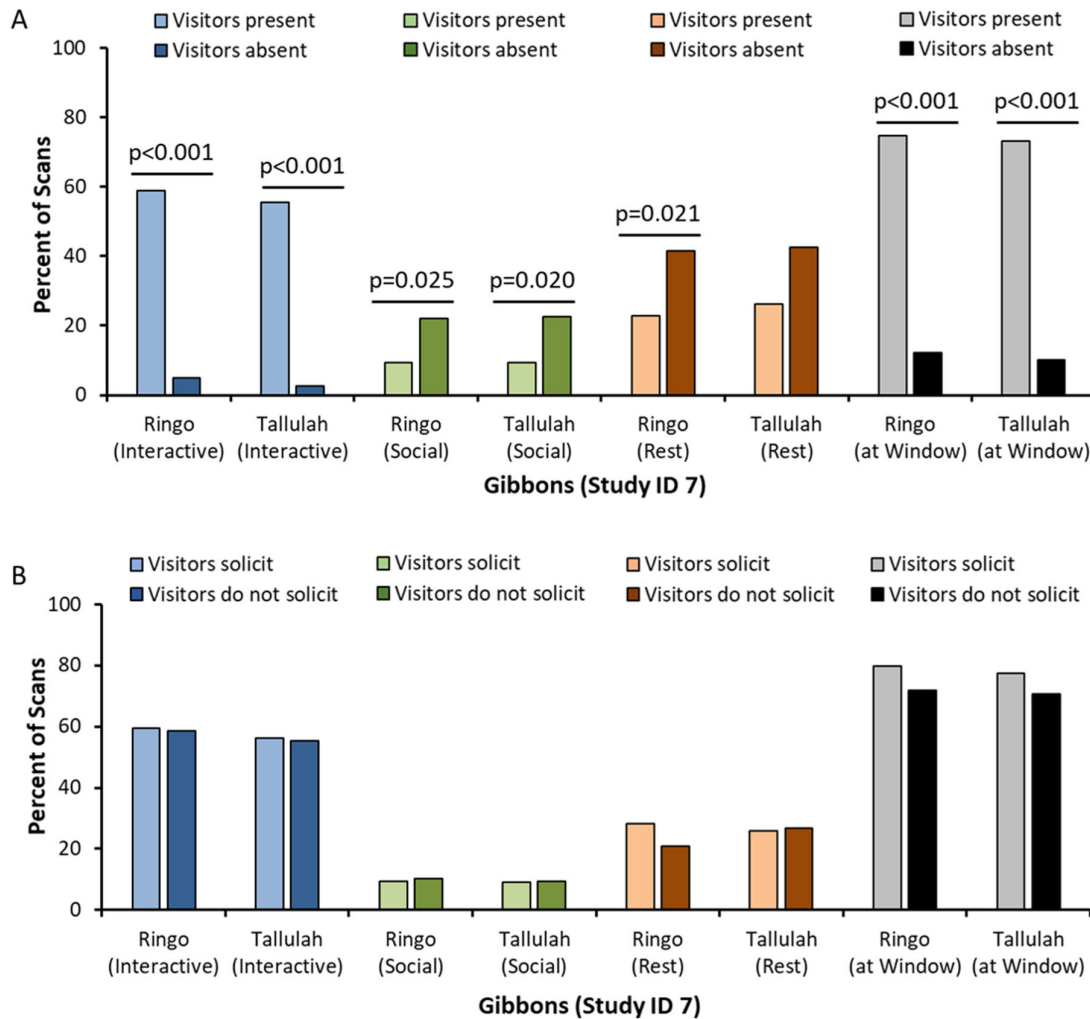 A
Visitors present Visitors present Visitors present Visitors present
Visitors absent Visitors absent Visitors absent Visitors absent
100
80
60
40
20
0
Percent of Scans
p<0.001
p<0.001
p=0.025
p=0.020
p=0.021
p<0.001
p<0.001
Ringo Tallulah Ringo Tallulah Ringo Tallulah Ringo Tallulah
(Interactive) (Interactive) (Social) (Social) (Rest) (Rest) (at Window) (at Window)
Gibbons (Study ID 7)
B
Visitors solicit Visitors solicit Visitors solicit Visitors solicit
Visitors do not solicit Visitors do not solicit Visitors do not solicit Visitors do not solicit
100
80
60
40
20
0
Percent of Scans
Ringo Tallulah Ringo Tallulah Ringo Tallulah Ringo Tallulah
(Interactive) (Interactive) (Social) (Social) (Rest) (Rest) (at Window) (at Window)
Gibbons (Study ID 7)